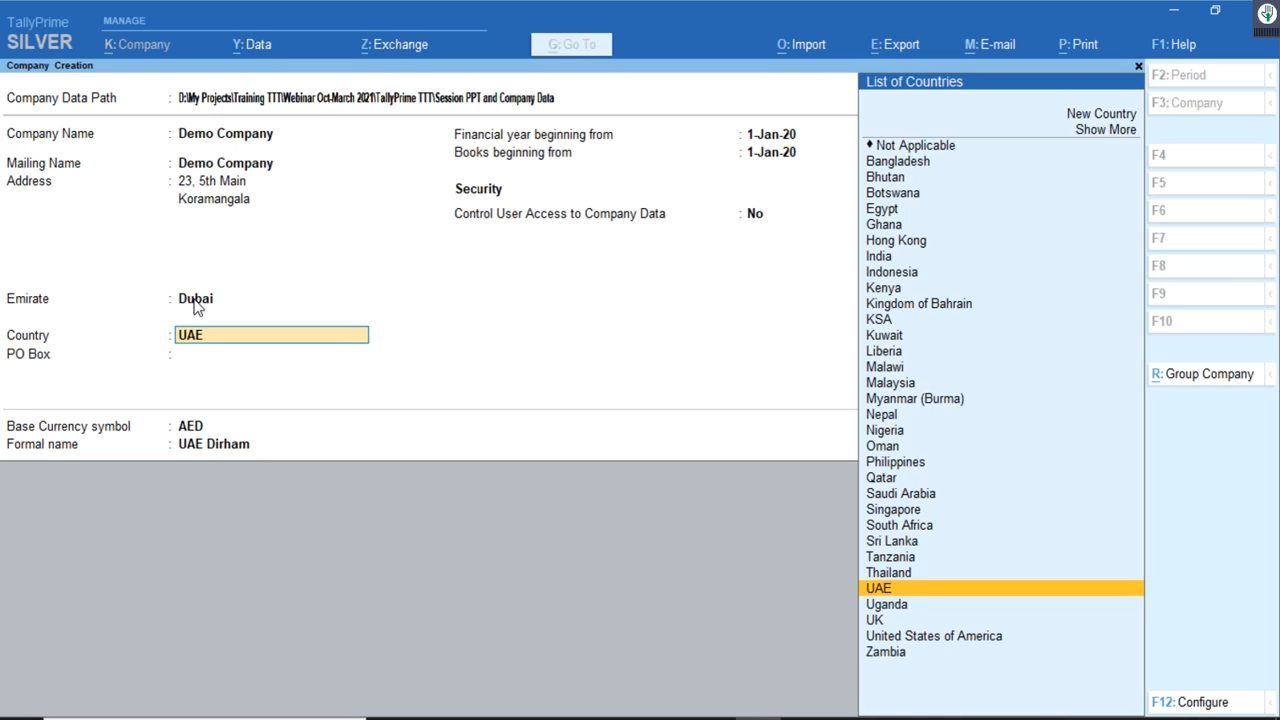 TallyPrime
SILVER
MANAGE
K: Company
Y: Data
Z: Exchange
G: Go To
O: Import
E: Export
M: E-mail
P: Print
F1: Help
Company Creation
Company Data Path : D:\My Projects\Training TTT\Webinar Oct-March 2021\TallyPrime TTT\Session PPT and Company Data
Company Name : Demo Company
Mailing Name : Demo Company
Address : 23, 5th Main
Koramangala
Emirate : Dubai
Country : UAE
PO Box :
Base Currency symbol : AED
Formal name : UAE Dirham
Financial year beginning from : 1-Jan-20
Books beginning from : 1-Jan-20
Security
Control User Access to Company Data : No
List of Countries
New Country
Show More
♦ Not Applicable
Bangladesh
Bhutan
Botswana
Egypt
Ghana
Hong Kong
India
Indonesia
Kenya
Kingdom of Bahrain
KSA
Kuwait
Liberia
Malawi
Malaysia
Myanmar (Burma)
Nepal
Nigeria
Oman
Philippines
Qatar
Saudi Arabia
Singapore
South Africa
Sri Lanka
Tanzania
Thailand
UAE
Uganda
UK
United States of America
Zambia
F2: Period
F3: Company
F4
F5
F6
F7
F8
F9
F10
R: Group Company
F12: Configure